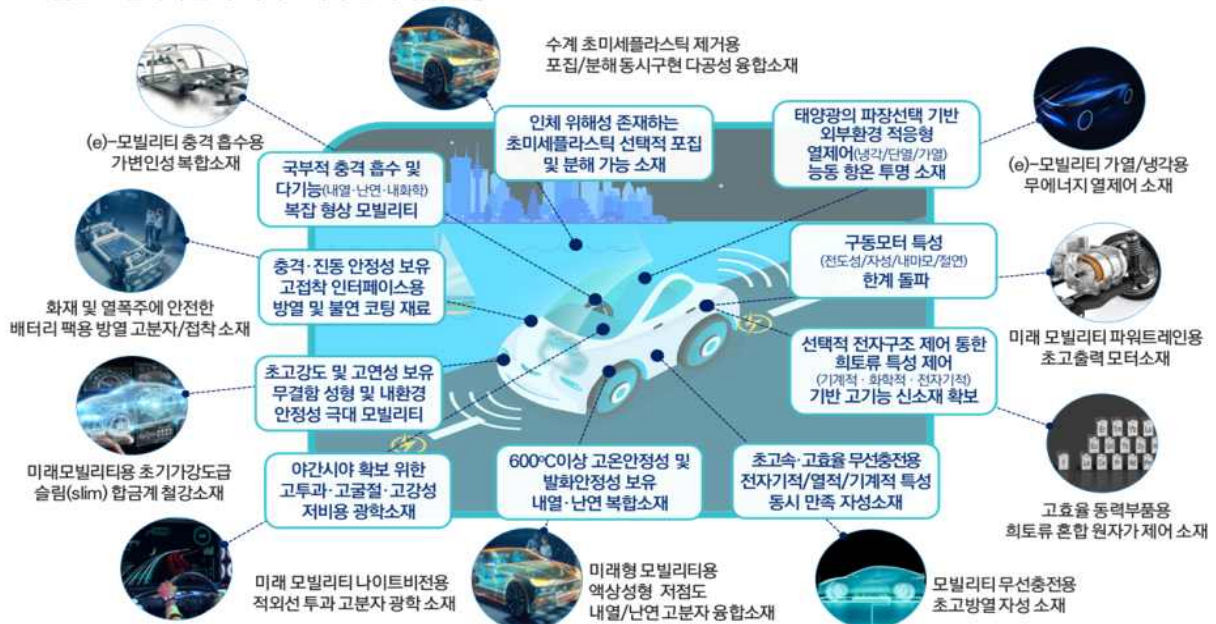 수계 초미세플라스틱 제거용
포집/분해 동시구현 다공성 융합소재
(e)-모빌리티 충격 흡수용
가변인성 복합소재
인체 위해성 존재하는
초미세플라스틱 선택적 포집
및 분해 가능 소재
태양광의 파장선택 기반
외부환경 적응형
열제어(냉각/단열/가열)
능동 항온 투명 소재
(e)-모빌리티 가열/냉각용
무에너지 열제어 소재
국부적 충격 흡수 및
다기능(내열·난연·내화학)
복잡 형상 모빌리티
구동모터 특성
(전도성/자성/내마모/절연)
한계 돌파
충격·진동 안정성 보유
고접착 인터페이스용
방열 및 불연 코팅 재료
화재 및 열폭주에 안전한
배터리 팩용 방열 고분자/접착 소재
미래 모빌리티 파워트레인용
초고출력 모터소재
선택적 전자구조 제어 통한
희토류 특성 제어
(기계적·화학적·전자기적)
기반 고기능 신소재 확보
초고강도 및 고연성 보유
무결함 성형 및 내환경
안정성 극대 모빌리티
미래모빌리티용 초기가강도급
슬림(slim) 합금계 철강소재
야간시야 확보 위한
고투과·고굴절·고강성
저비용 광학소재
600℃이상 고온안정성 및
발화안정성 보유
내열·난연 복합소재
초고속·고효율 무선충전용
전자기적/열적/기계적 특성
동시 만족 자성소재
고효율 동력부품용
희토류 혼합 원자가 제어 소재
미래 모빌리티 나이트비전용
적외선 투과 고분자 광학 소재
미래형 모빌리티용
액상성형 저점도
내열/난연 고분자 융합소재
모빌리티 무선충전용
초고방열 자성 소재